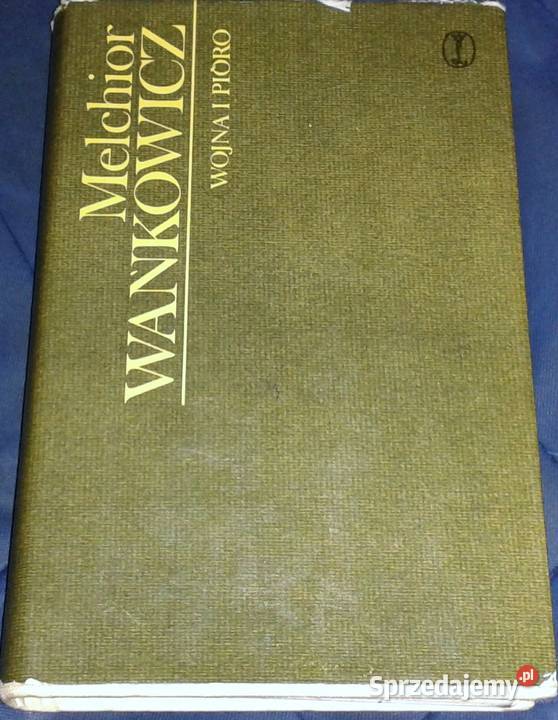 Melchior
WAŃKOWICZ
WOJNA I PIÓRO
Sprzedajemy.pl